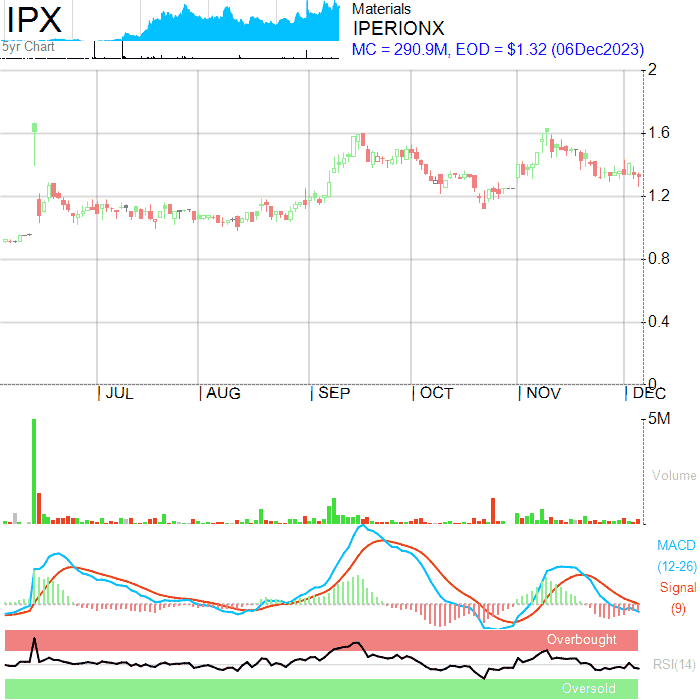 IPX
5yr Chart
Materials
IPERIONX
MC = 290.9M, EOD = $1.32 (06Dec2023)
2
1.6
1.2
0.8
0.4
0
JUL AUG SEP OCT NOV DEC
5M
Volume
MACD
(12-26)
Signal
(9)
Overbought
RSI(14)
Oversold